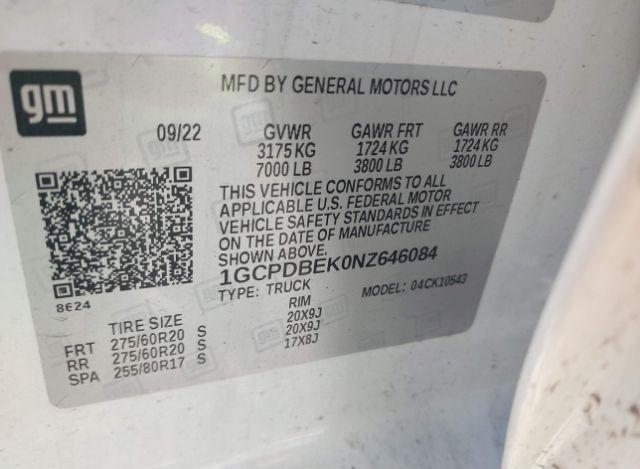 gm
MFD BY GENERAL MOTORS LLC
09/22 GVWR GAWR FRT GAWR RR
3175 KG 1724 KG 1724 KG
7000 LB 3800 LB 3800 LB
THIS VEHICLE CONFORMS TO ALL
APPLICABLE U.S. FEDERAL MOTOR
VEHICLE SAFETY STANDARDS IN EFFECT
ON THE DATE OF MANUFACTURE
SHOWN ABOVE.
1GCPDBEK0NZ646084
8E24
TYPE: TRUCK MODEL: 04CK10543
TIRE SIZE RIM
FRT 275/60R20 S 20X9J
RR 275/60R20 S 20X9J
SPA 255/80R17 S 17X8J